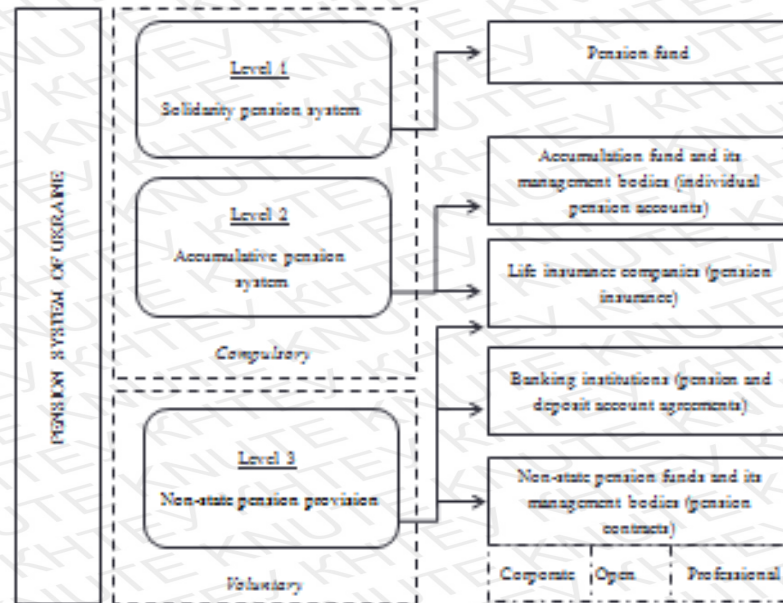 PENSION SYSTEM OF UKRAINE
Level 1
Solidarity pension system
Level 2
Accumulative pension
system
Compulsory
Level 3
Non-state pension provision
Voluntary
Pension fund
Accumulation fund and its
management bodies (individual
pension accounts)
Life insurance companies (pension
insurance)
Banking institutions (pension and
deposit account agreements)
Non-state pension funds and its
management bodies (pension
contracts)
Corporate Open Professional